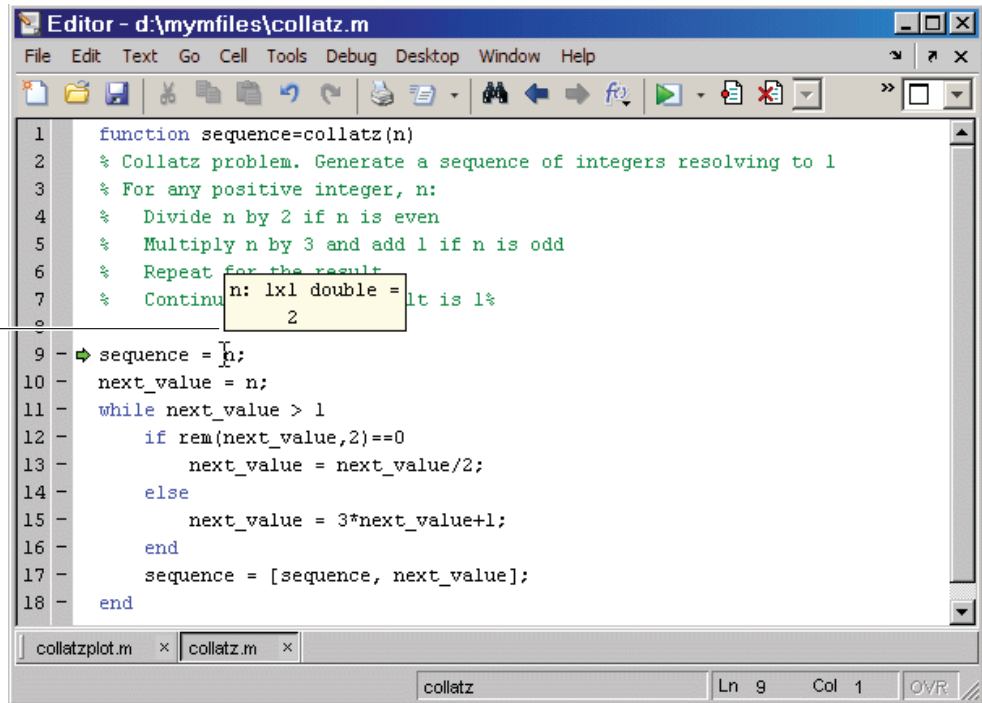 Editor - d:\mymfiles\collatz.m
File Edit Text Go Cell Tools Debug Desktop Window Help
1 function sequence=collatz(n)
2 % Collatz problem. Generate a sequence of integers resolving to 1
3 % For any positive integer, n:
4 % Divide n by 2 if n is even
5 % Multiply n by 3 and add 1 if n is odd
6 % Repeat for the result
7 % Continu lt is 1%
n: 1x1 double =
2
8
9 - sequence = n;
10 - next_value = n;
11 - while next_value > 1
12 - if rem(next_value,2)==0
13 - next_value = next_value/2;
14 - else
15 - next_value = 3*next_value+1;
16 - end
17 - sequence = [sequence, next_value];
18 - end
collatzplot.m × collatz.m ×
collatz Ln 9 Col 1 OVR